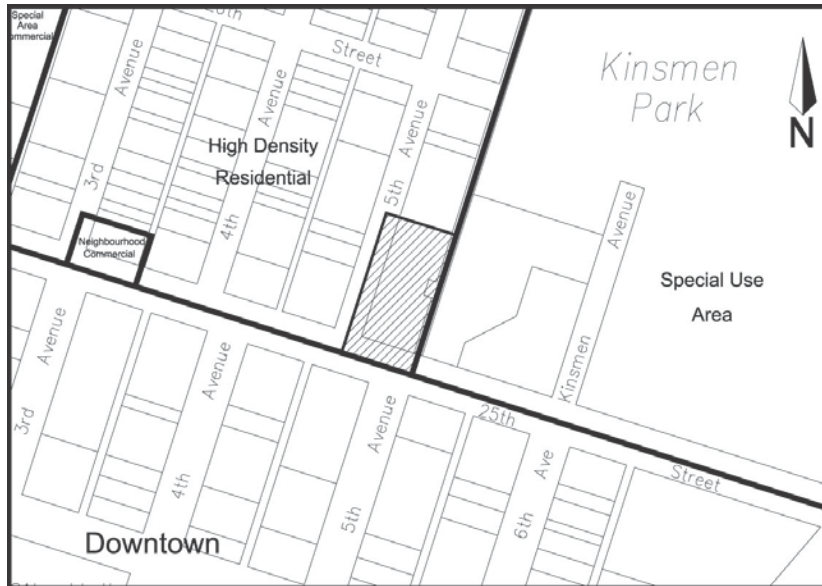 Special
Area
Commercial
26th
Street
Avenue
Avenue
Avenue
3rd
4th
5th
High Density
Residential
Kinsmen
Park
N
Neighbourhood
Commercial
Avenue
Kinsmen
Special Use
Area
Avenue
3rd
Avenue
4th
Avenue
5th
25th
Street
Ave
6th
Downtown